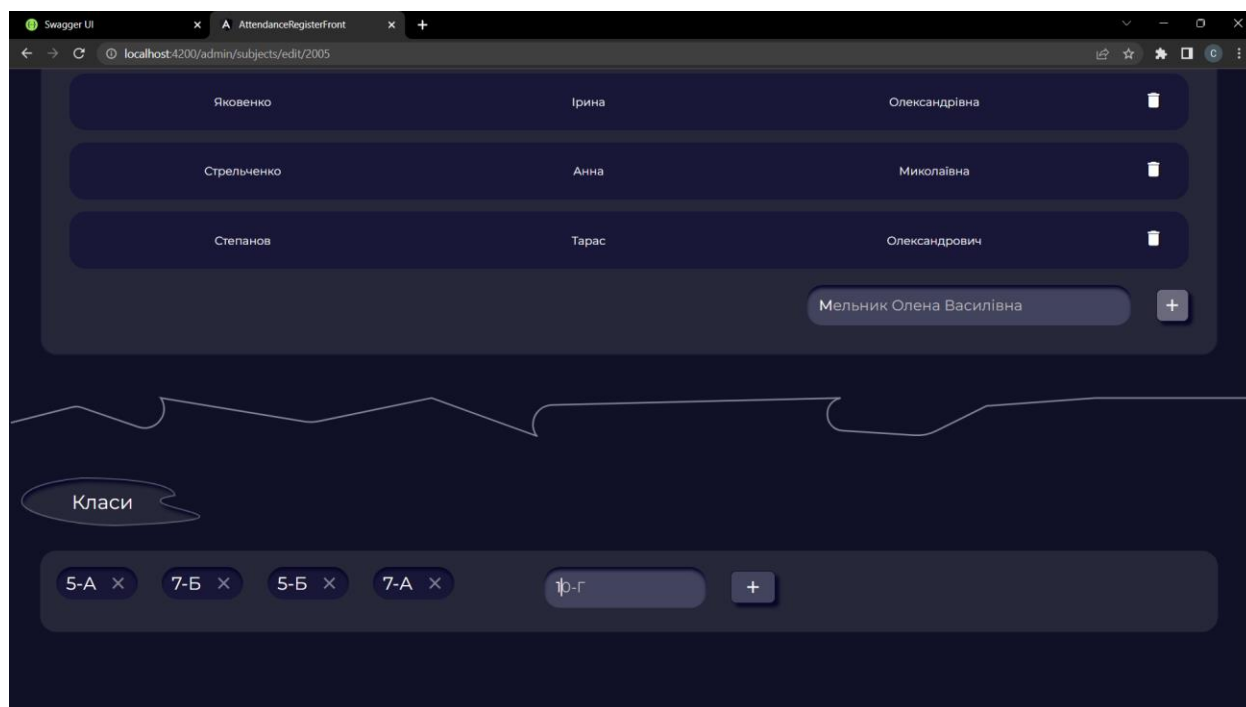 Swagger UI
AttendanceRegisterFront
localhost:4200/admin/subjects/edit/2005
C
Яковенко Ірина Олександрівна
Стрельченко Анна Миколаївна
Степанов Тарас Олександрович
Мельник Олена Василівна
+
Класи
5-А × 7-Б × 5-Б × 7-А × 10-г +